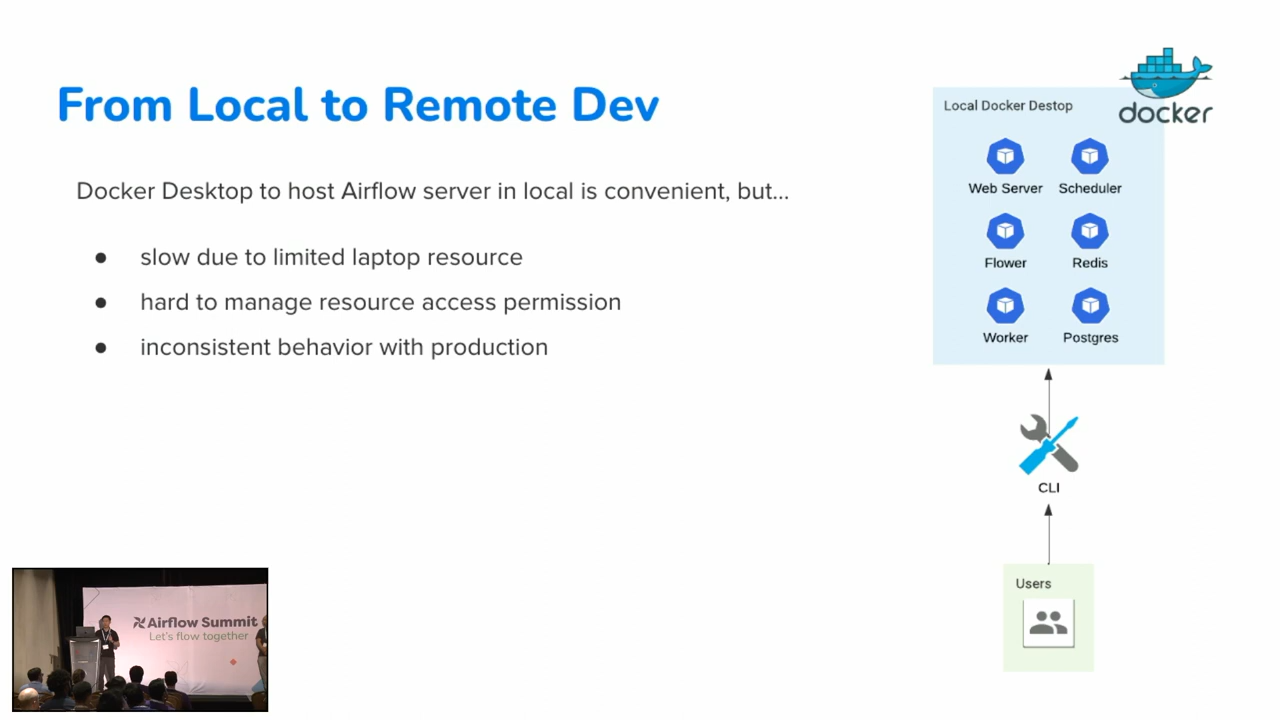 From Local to Remote Dev
Docker Desktop to host Airflow server in local is convenient, but...
● slow due to limited laptop resource
● hard to manage resource access permission
● inconsistent behavior with production
docker
Local Docker Destop
Web Server
Scheduler
Flower
Redis
Worker
Postgres
CLI
Users
Airflow Summit
Let's flow together